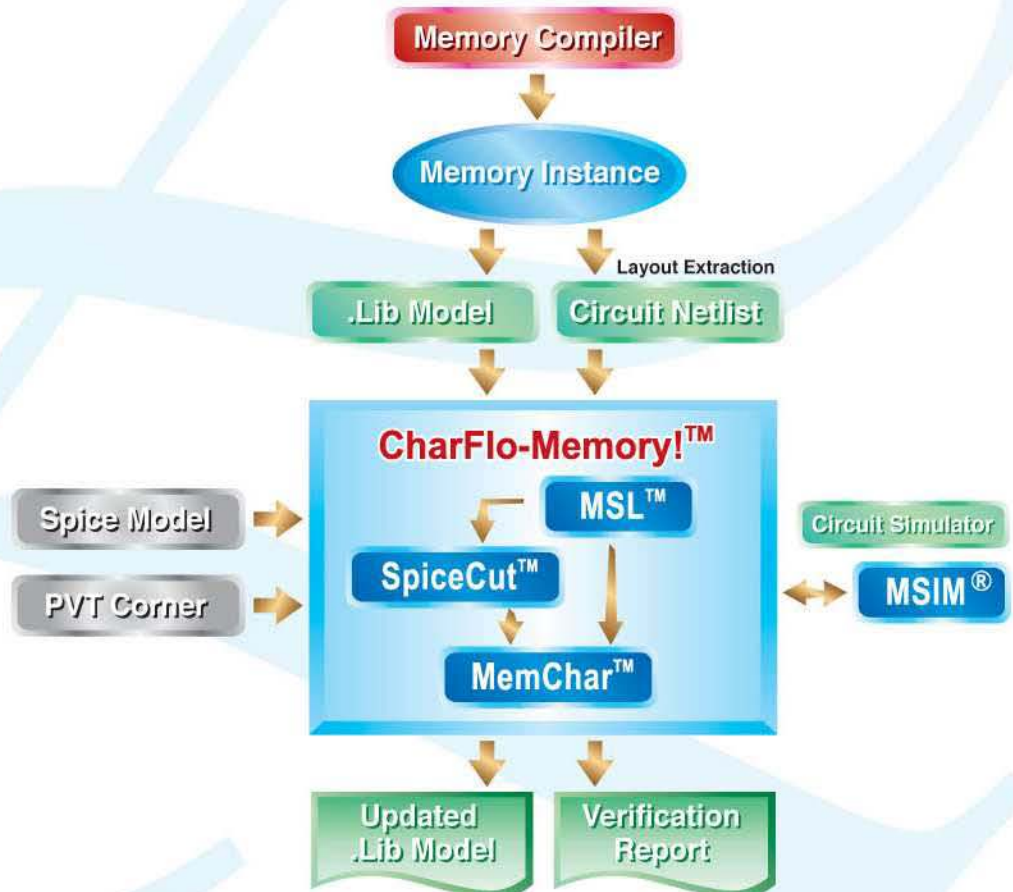 Memory Compiler
Memory Instance
Layout Extraction
.Lib Model
Circuit Netlist
CharFlo-Memory!™
MSL™
Spice Model
Circuit Simulator
SpiceCut™
MSIM®
PVT Corner
MemChar™
Updated
.Lib Model
Verification
Report